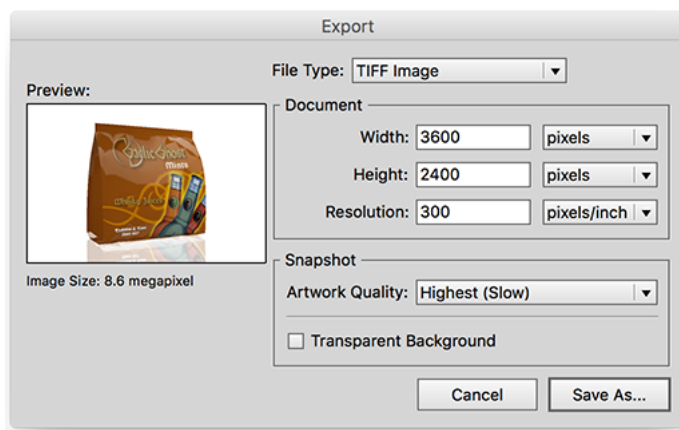 Export
File Type: TIFF Image
Preview:
Document
Width: 3600 pixels
Height: 2400 pixels
Resolution: 300 pixels/inch
Mints
Image Size: 8.6 megapixel
Snapshot
Artwork Quality: Highest (Slow)
Transparent Background
Cancel
Save As...